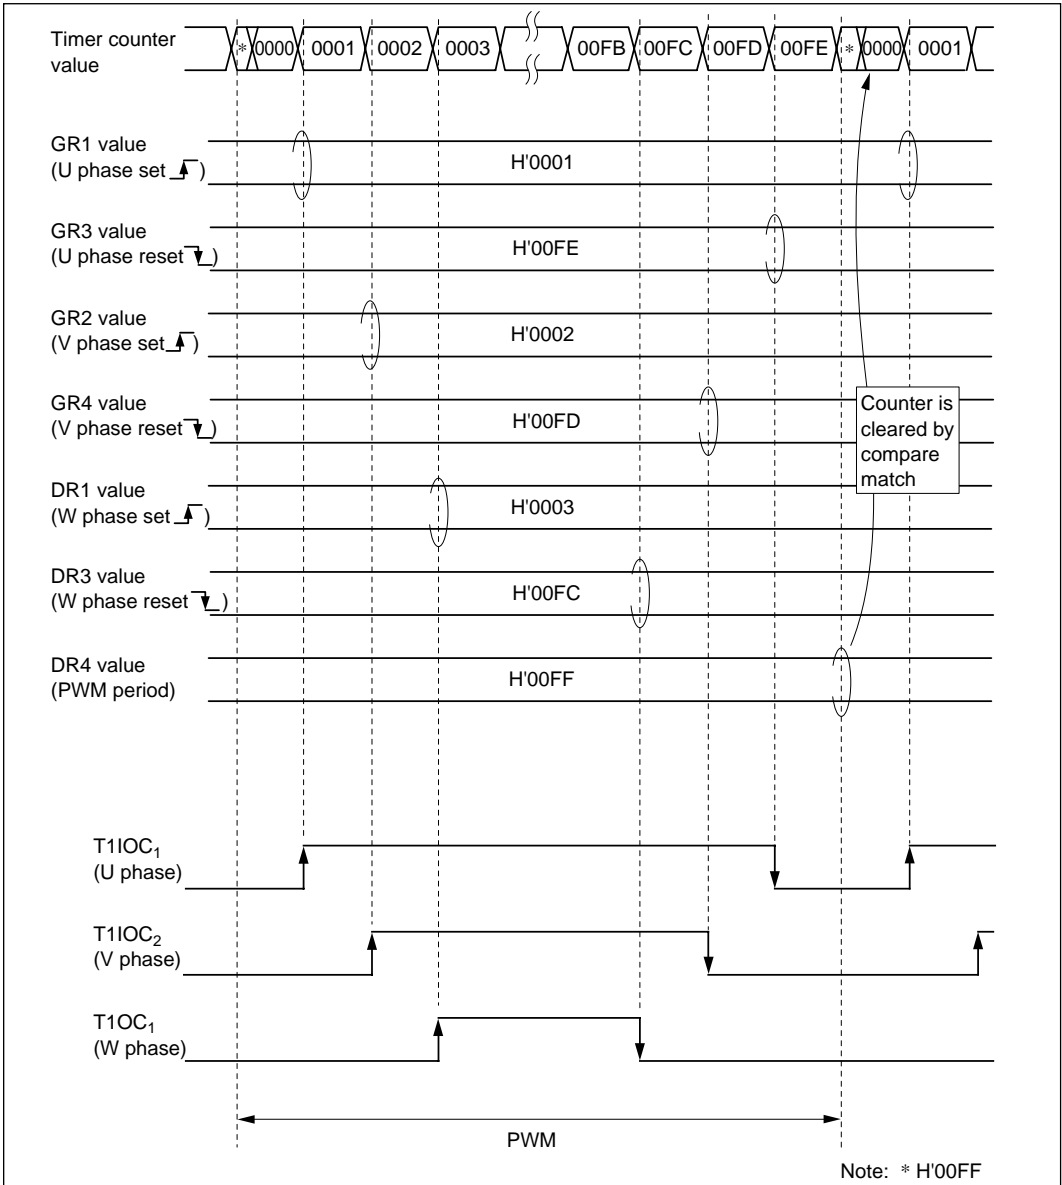 Timer counter
value
* 0000 0001 0002 0003 00FB 00FC 00FD 00FE * 0000 0001
GR1 value
(U phase set )
H'0001
GR3 value
(U phase reset )
H'00FE
GR2 value
(V phase set )
H'0002
GR4 value
(V phase reset )
H'00FD
Counter is
cleared by
compare
match
DR1 value
(W phase set )
H'0003
DR3 value
(W phase reset )
H'00FC
DR4 value
(PWM period)
H'00FF
T1IOC1
(U phase)
T1IOC2
(V phase)
T1OC1
(W phase)
PWM
Note: * H'00FF